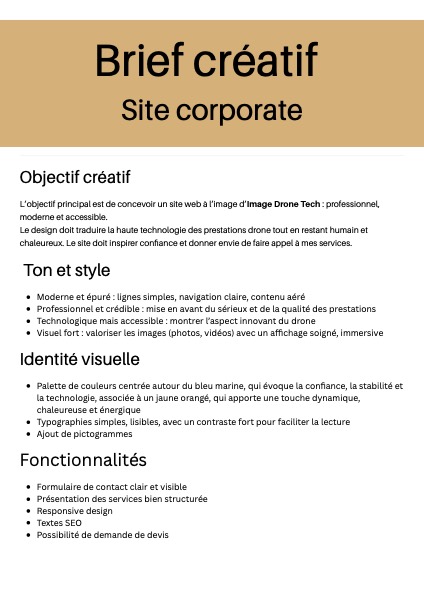 Brief créatif
Site corporate
Objectif créatif
L'objectif principal est de concevoir un site web à l'image d'Image Drone Tech : professionnel,
moderne et accessible.
Le design doit traduire la haute technologie des prestations drone tout en restant humain et
chaleureux. Le site doit inspirer confiance et donner envie de faire appel à mes services.
Ton et style
• Moderne et épuré : lignes simples, navigation claire, contenu aéré
• Professionnel et crédible : mise en avant du sérieux et de la qualité des prestations
• Technologique mais accessible : montrer l'aspect innovant du drone
• Visuel fort : valoriser les images (photos, vidéos) avec un affichage soigné, immersive
Identité visuelle
• Palette de couleurs centrée autour du bleu marine, qui évoque la confiance, la stabilité et
la technologie, associée à un jaune orangé, qui apporte une touche dynamique,
chaleureuse et énergique
• Typographies simples, lisibles, avec un contraste fort pour faciliter la lecture
• Ajout de pictogrammes
Fonctionnalités
• Formulaire de contact clair et visible
• Présentation des services bien structurée
• Responsive design
• Textes SEO
• Possibilité de demande de devis